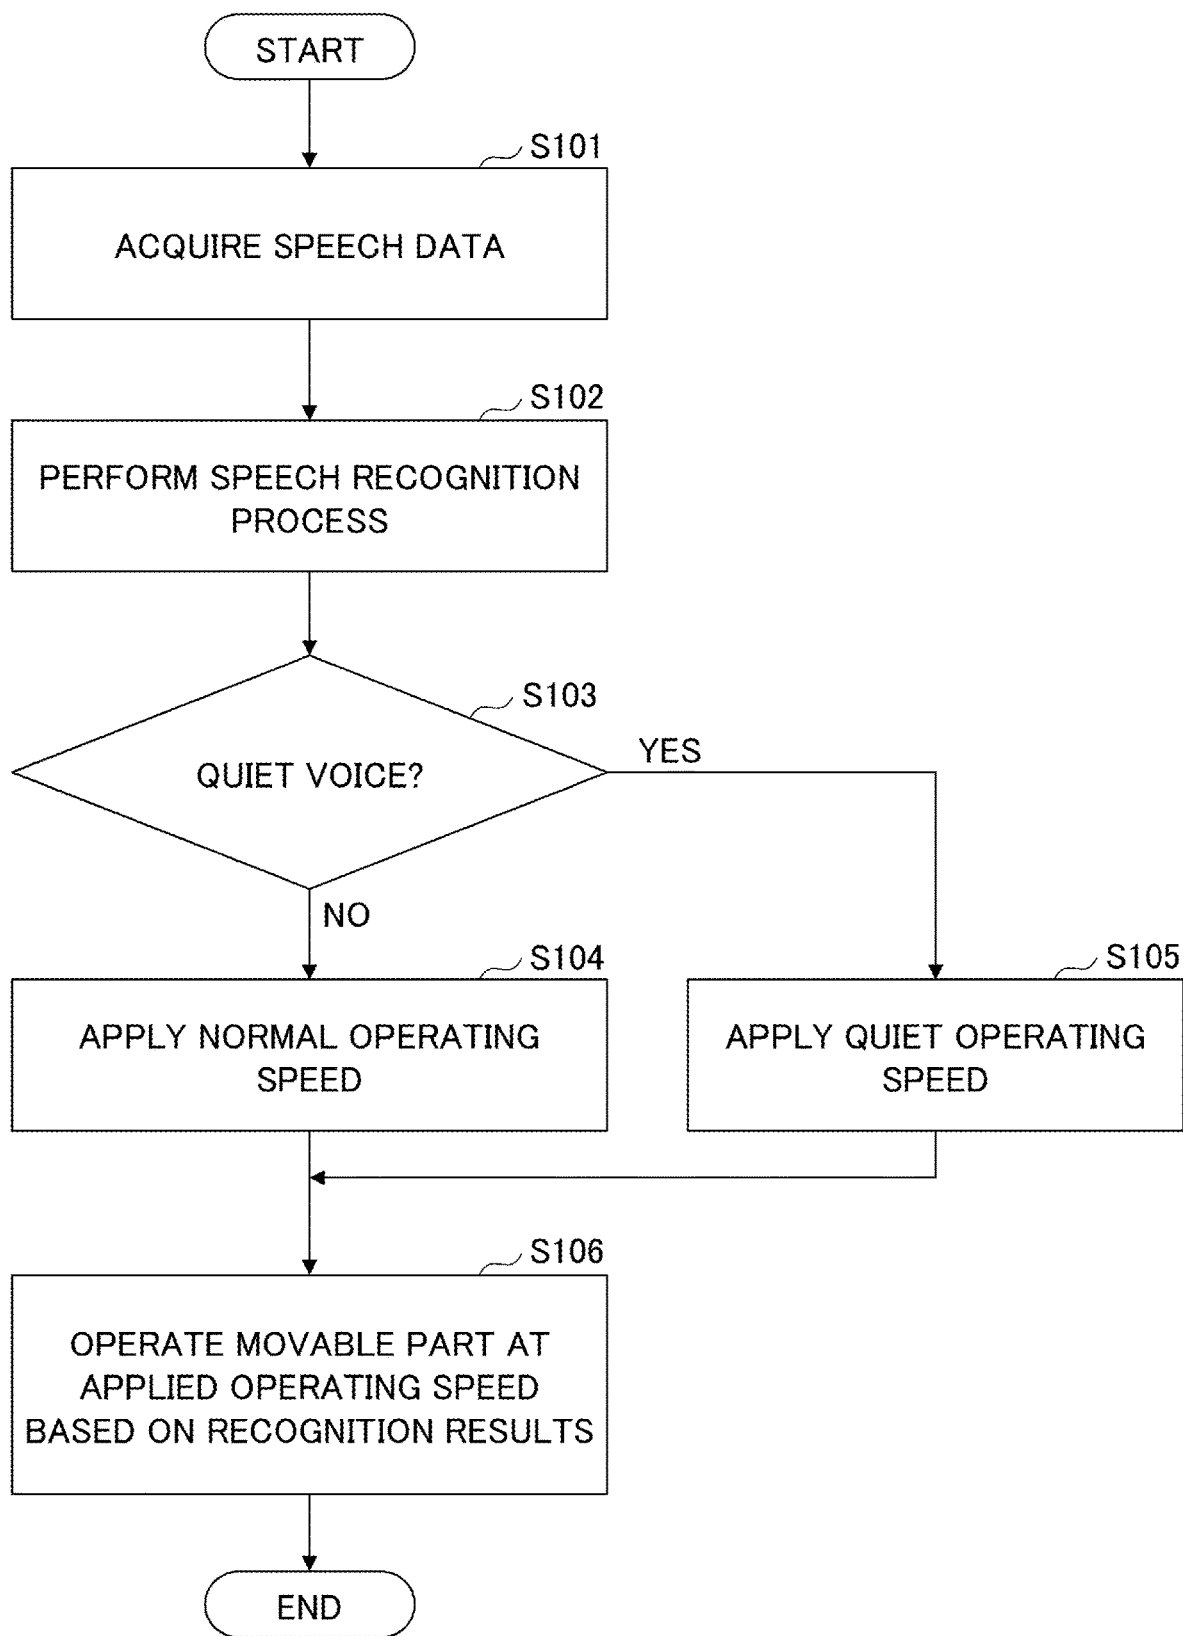 START
S101
ACQUIRE SPEECH DATA
S102
PERFORM SPEECH RECOGNITION
PROCESS
S103
QUIET VOICE?
YES
NO
S104
APPLY NORMAL OPERATING
SPEED
S105
APPLY QUIET OPERATING
SPEED
S106
OPERATE MOVABLE PART AT
APPLIED OPERATING SPEED
BASED ON RECOGNITION RESULTS
END